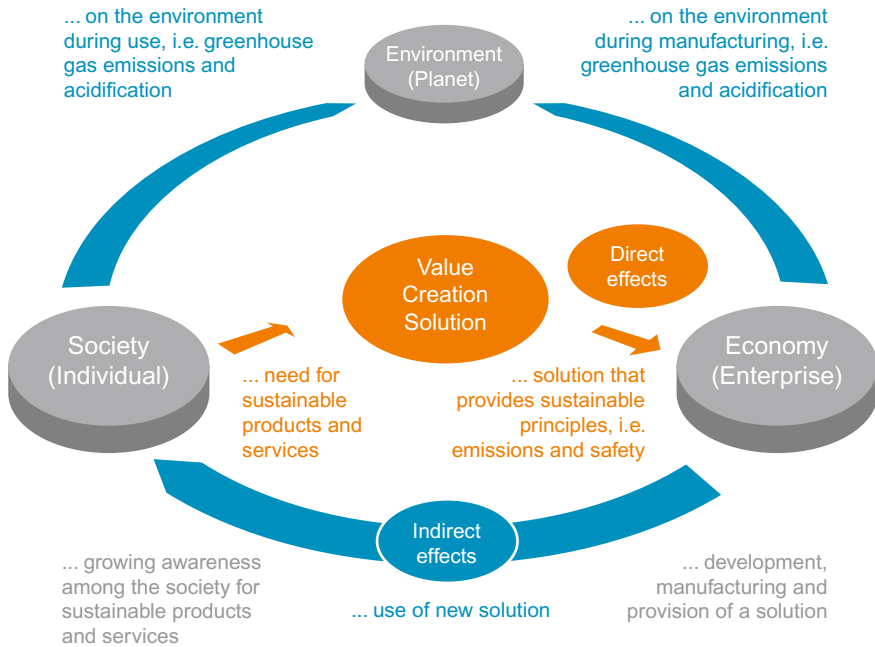 ... on the environment
during use, i.e. greenhouse
gas emissions and
acidification
Environment
(Planet)
... on the environment
during manufacturing, i.e.
greenhouse gas emissions
and acidification
Value
Creation
Solution
Direct
effects
Society
(Individual)
Economy
(Enterprise)
... need for
sustainable
products and
services
... solution that
provides sustainable
principles, i.e.
emissions and safety
Indirect
effects
... growing awareness
among the society for
sustainable products
and services
... use of new solution
... development,
manufacturing and
provision of a solution